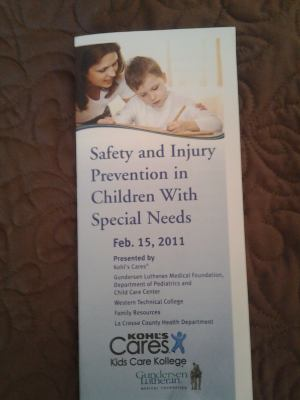 Safety and Injury
Prevention in
Children With
Special Needs
Feb. 15, 2011
Presented by
Kohl's Cares®
Gundersen Lutheran Medical Foundation,
Department of Pediatrics and
Child Care Center
Western Technical College
Family Resources
La Crosse County Health Department
KOHL'S
Cares
Kids Care Kollege
Gundersen
Lutheran
MEDICAL FOUNDATION